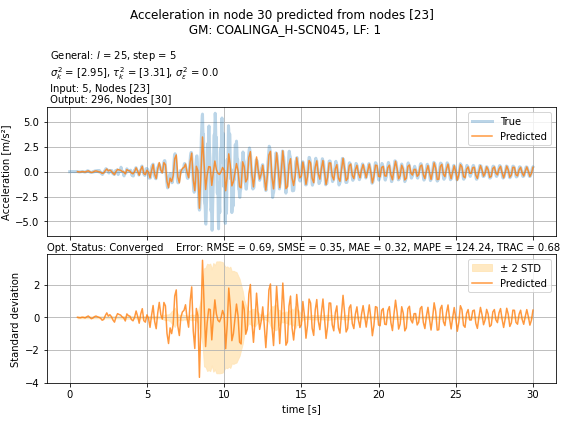 Acceleration in node 30 predicted from nodes [23]
GM: COALINGA_H-SCN045, LF: 1
General: l = 25, step = 5
σ²ₖ = [2.95], τ²ₖ = [3.31], σ²ε = 0.0
Input: 5, Nodes [23]
Output: 296, Nodes [30]
Acceleration [m/s²]
5.0
2.5
0.0
−2.5
−5.0
True
Predicted
Opt. Status: Converged Error: RMSE = 0.69, SMSE = 0.35, MAE = 0.32, MAPE = 124.24, TRAC = 0.68
Standard deviation
2
0
−2
−4
± 2 STD
Predicted
0 5 10 15 20 25 30
time [s]